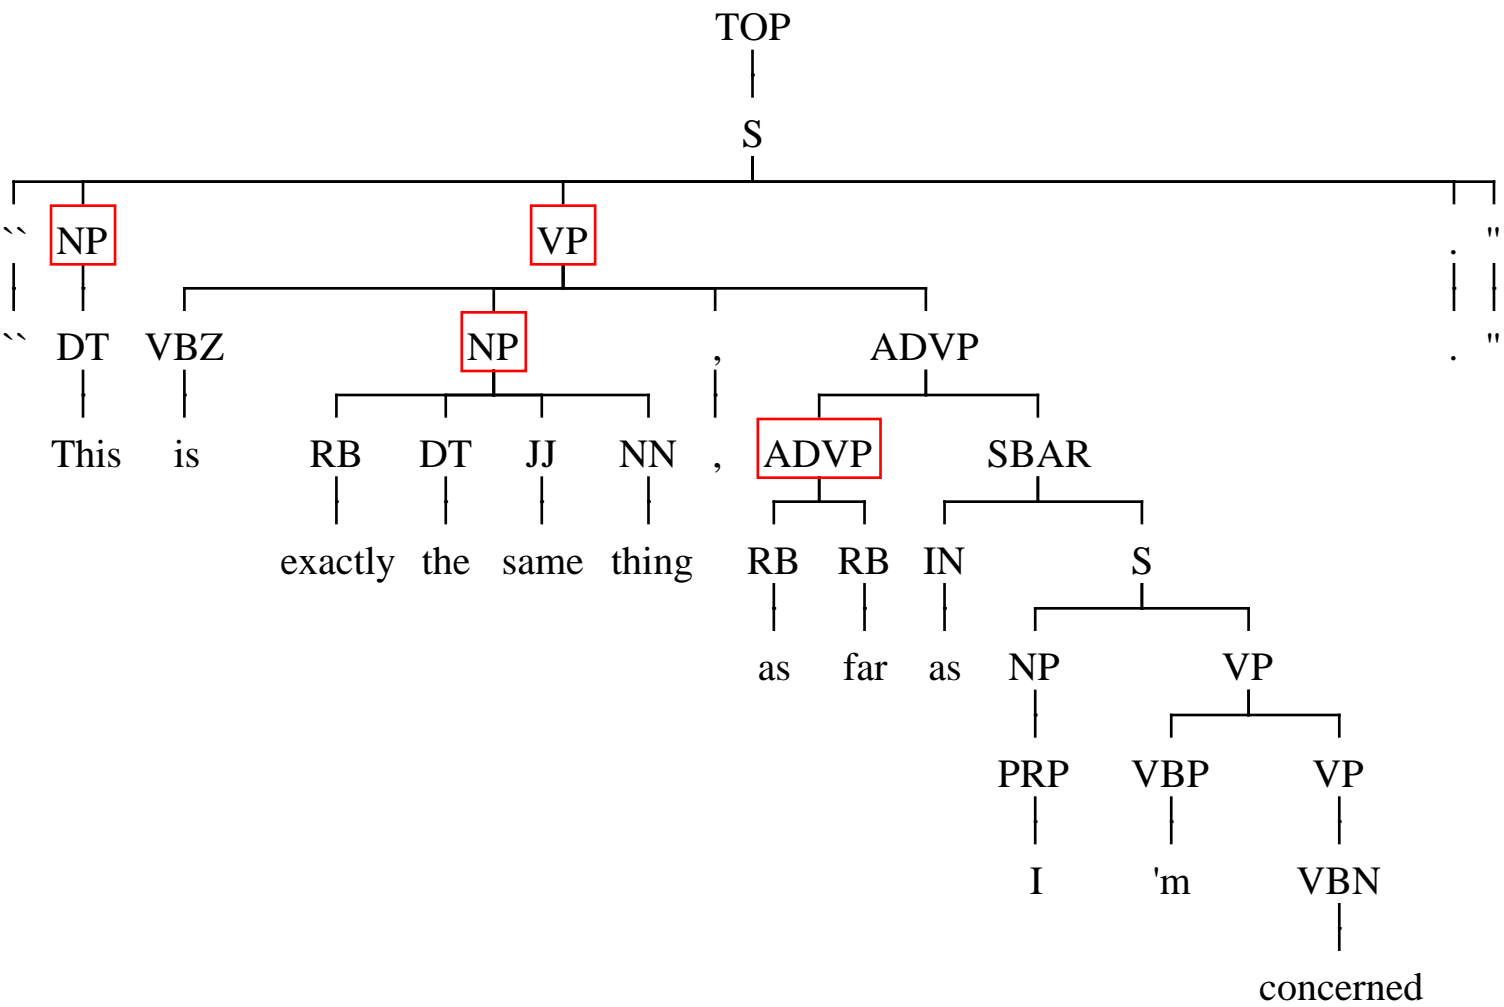 TOP
S
`` NP VP . "
`` DT VBZ NP , ADVP . "
This is RB DT JJ NN , ADVP SBAR
exactly the same thing RB RB IN S
as far as NP VP
PRP VBP VP
I 'm VBN
concerned